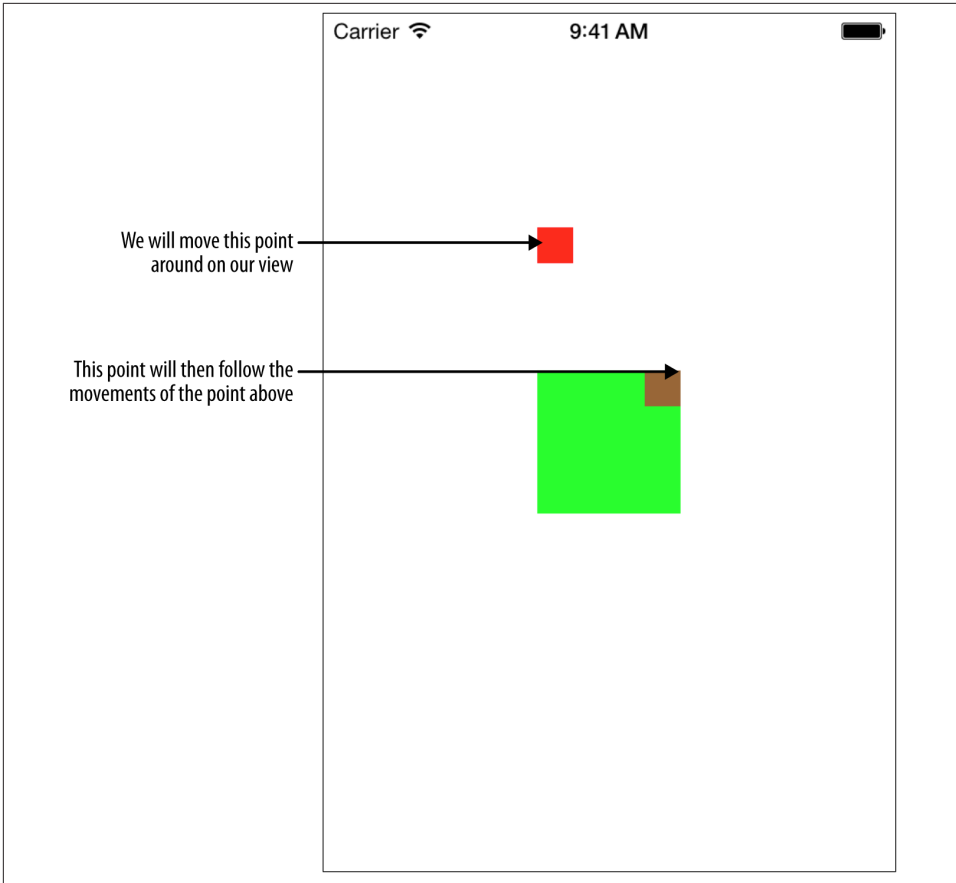 Carrier 9:41 AM
We will move this point
around on our view
This point will then follow the
movements of the point above